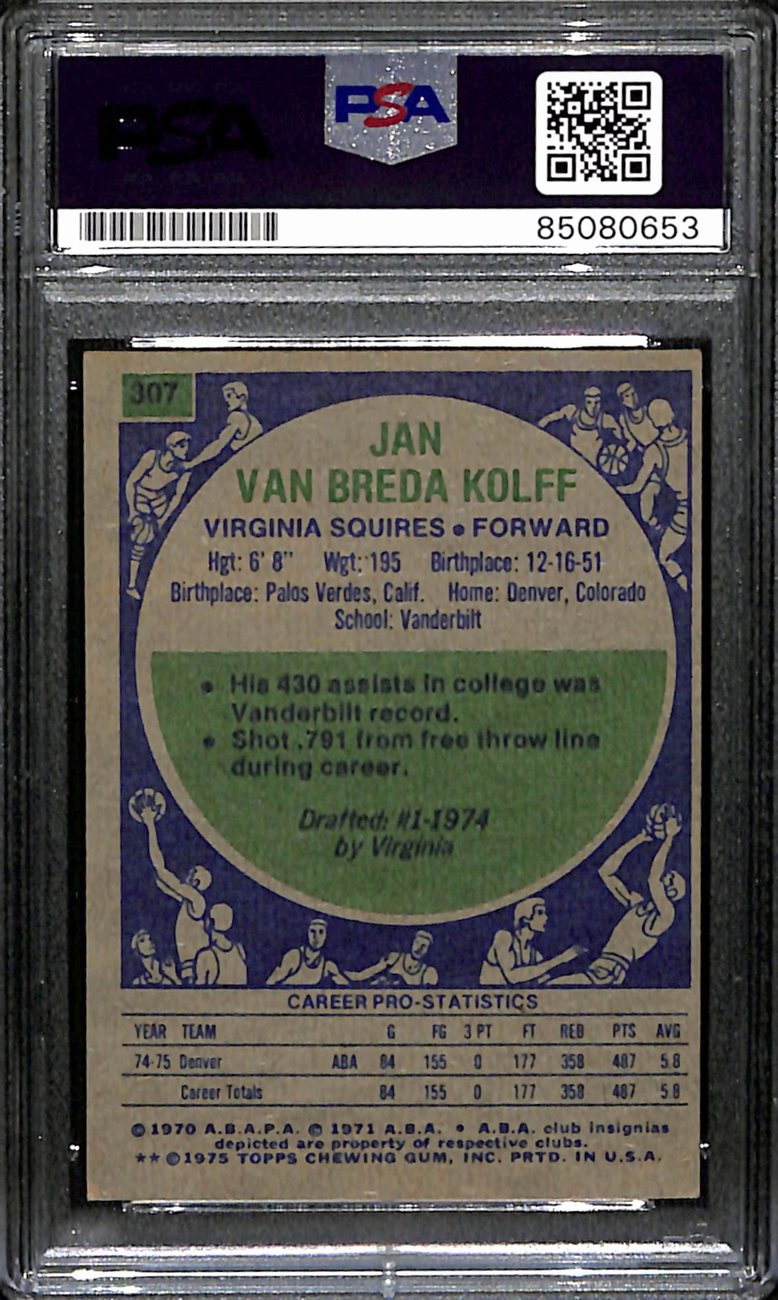 PSA
PSA
85080653
307
JAN
VAN BREDA KOLFF
VIRGINIA SQUIRES • FORWARD
Hgt: 6' 8" Wgt: 195 Birthplace: 12-16-51
Birthplace: Palos Verdes, Calif. Home: Denver, Colorado
School: Vanderbilt
• His 430 assists in college was
Vanderbilt record.
• Shot .791 from free throw line
during career.
Drafted: #1-1974
by Virginia
CAREER PRO-STATISTICS
YEAR TEAM G FG 3 PT FT REB PTS AVG
74-75 Denver ABA 84 155 0 177 358 487 5.8
Career Totals 84 155 0 177 358 487 5.8
© 1970 A.B.A.P.A. © 1971 A.B.A. • A.B.A. club insignias
depicted are property of respective clubs.
** © 1975 TOPPS CHEWING GUM, INC. PRTD. IN U.S.A.